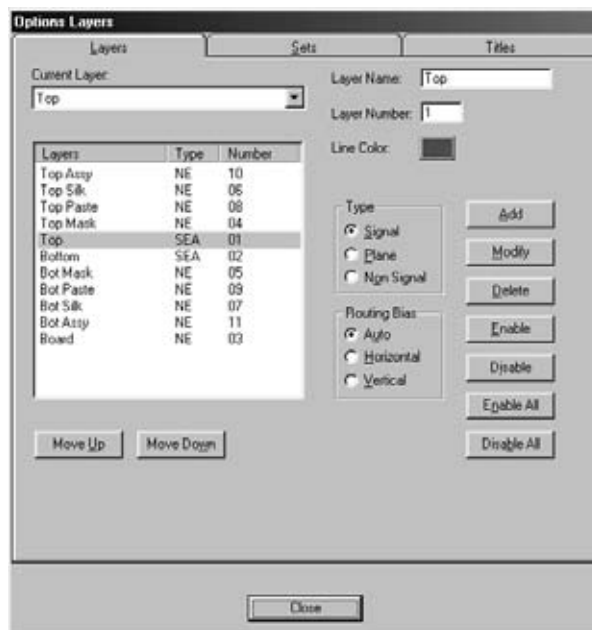 Options Layers
Layers Sets Titles
Current Layer:
Top
Layer Name: Top
Layer Number: 1
Line Color:
Layers Type Number
Top Assy NE 10
Top Silk NE 06
Top Paste NE 08
Top Mask NE 04
Top SEA 01
Bottom SEA 02
Bot Mask NE 05
Bot Paste NE 09
Bot Silk NE 07
Bot Assy NE 11
Board NE 03
Type
Signal
Plane
Non Signal
Routing Bias
Auto
Horizontal
Vertical
Add
Modify
Delete
Enable
Disable
Enable All
Disable All
Move Up Move Down
Close